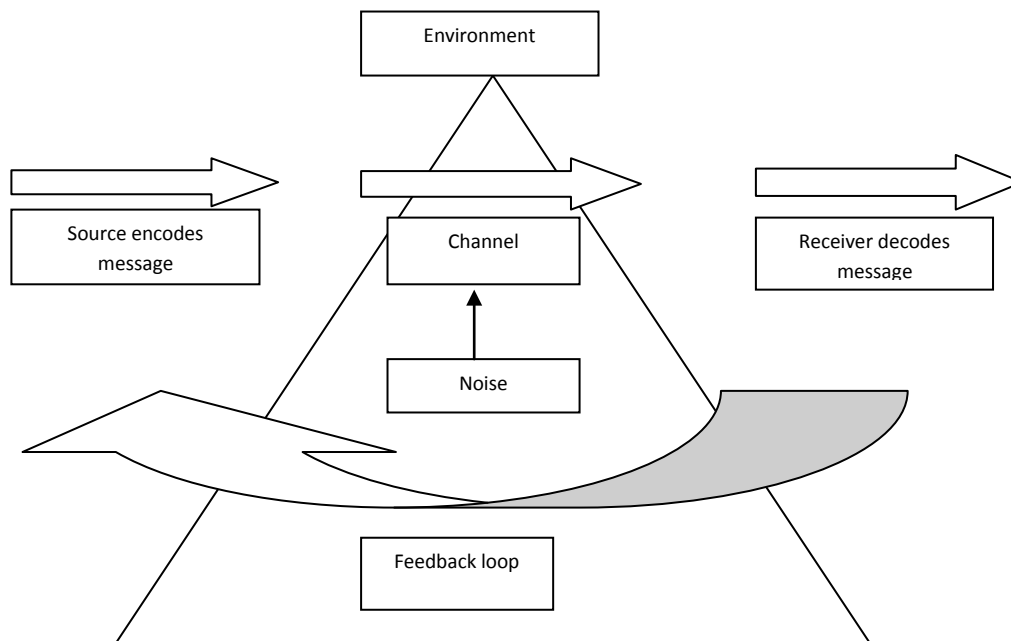 Environment
Source encodes
message
Channel
Receiver decodes
message
Noise
Feedback loop